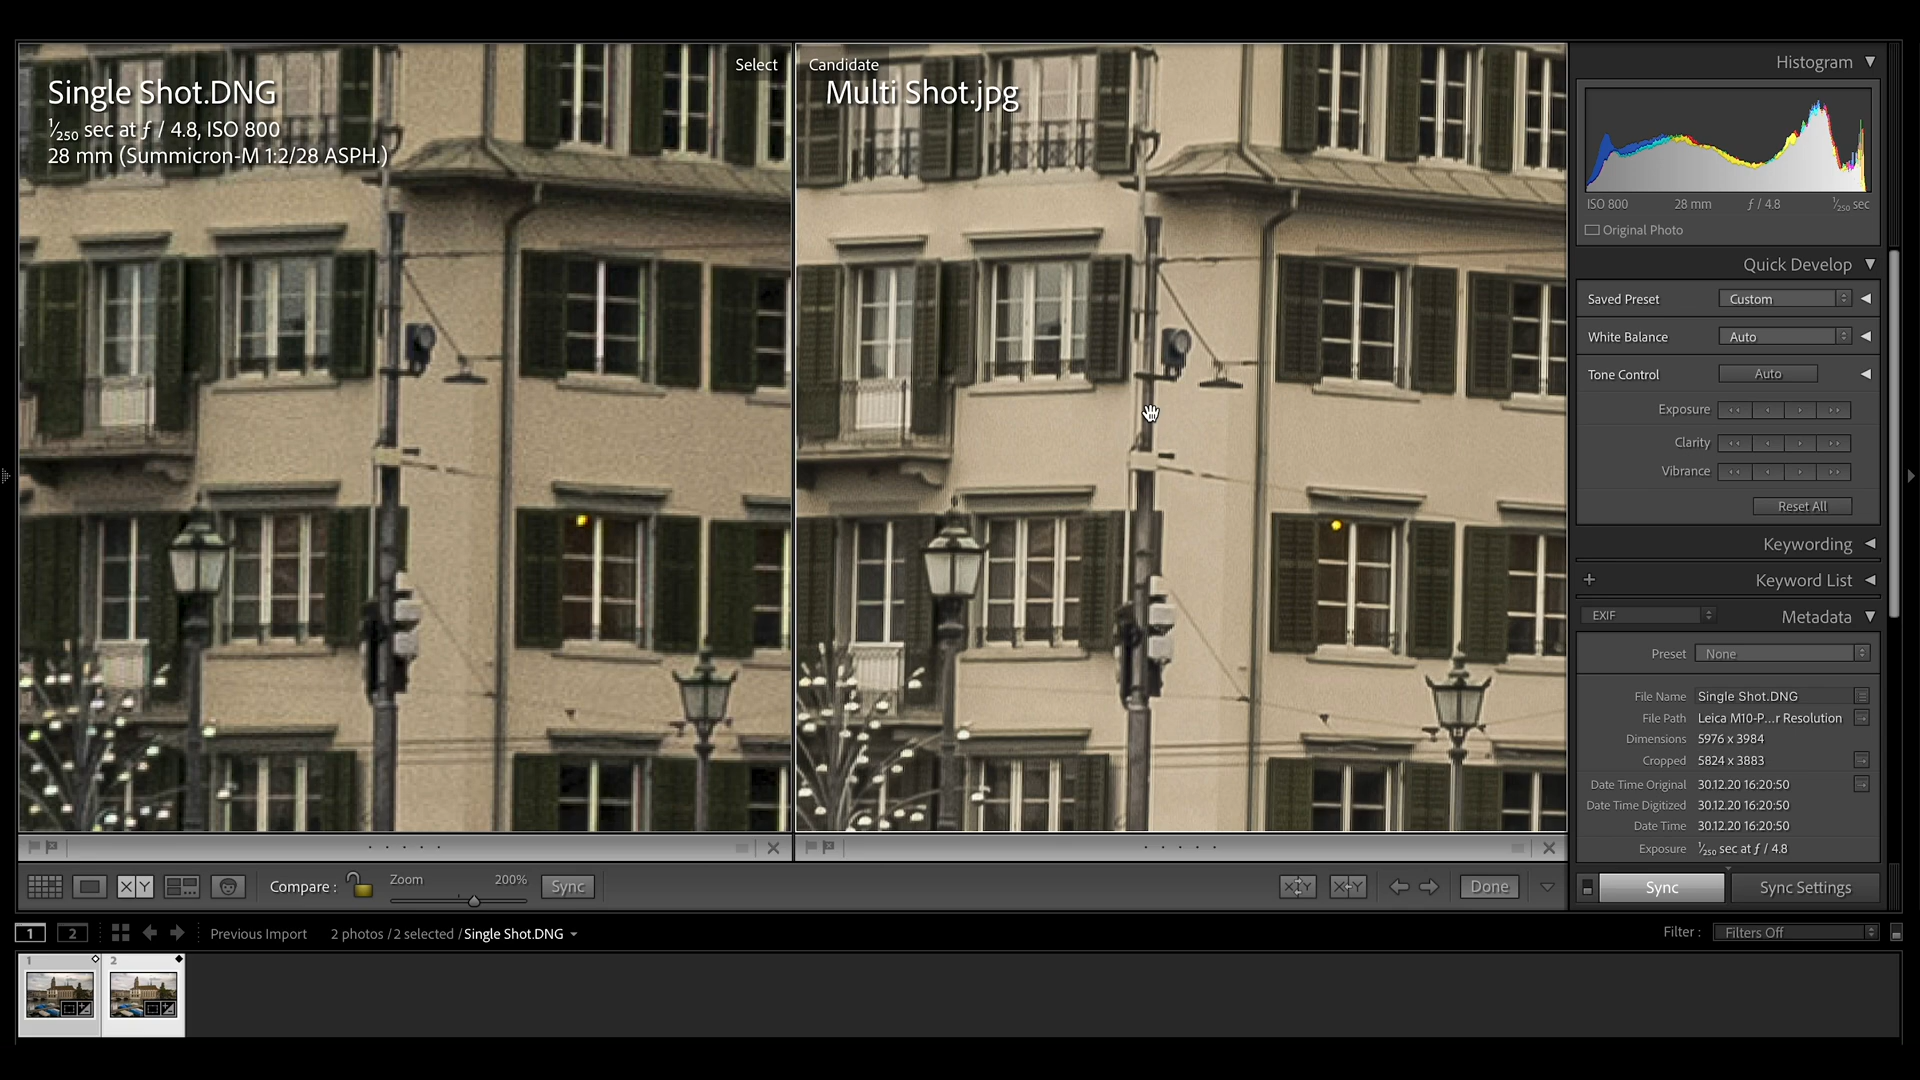 Single Shot.DNG
Select
1/250 sec at ƒ / 4.8, ISO 800
28 mm (Summicron-M 1:2/28 ASPH.)
Candidate
Multi Shot.jpg
Histogram
ISO 800 28 mm ƒ / 4.8 1/250 sec
Original Photo
Quick Develop
Saved Preset Custom
White Balance Auto
Tone Control Auto
Exposure
Clarity
Vibrance
Reset All
Keywording
+ Keyword List
EXIF Metadata
Preset None
File Name Single Shot.DNG
File Path Leica M10-P...r Resolution
Dimensions 5976 x 3984
Cropped 5824 x 3883
Date Time Original 30.12.20 16:20:50
Date Time Digitized 30.12.20 16:20:50
Date Time 30.12.20 16:20:50
Exposure 1/250 sec at ƒ / 4.8
X Y Compare : Zoom 200% Sync
X Y X Y Done
Sync Sync Settings
1 2 Previous Import 2 photos / 2 selected / Single Shot.DNG
Filter : Filters Off
1 2